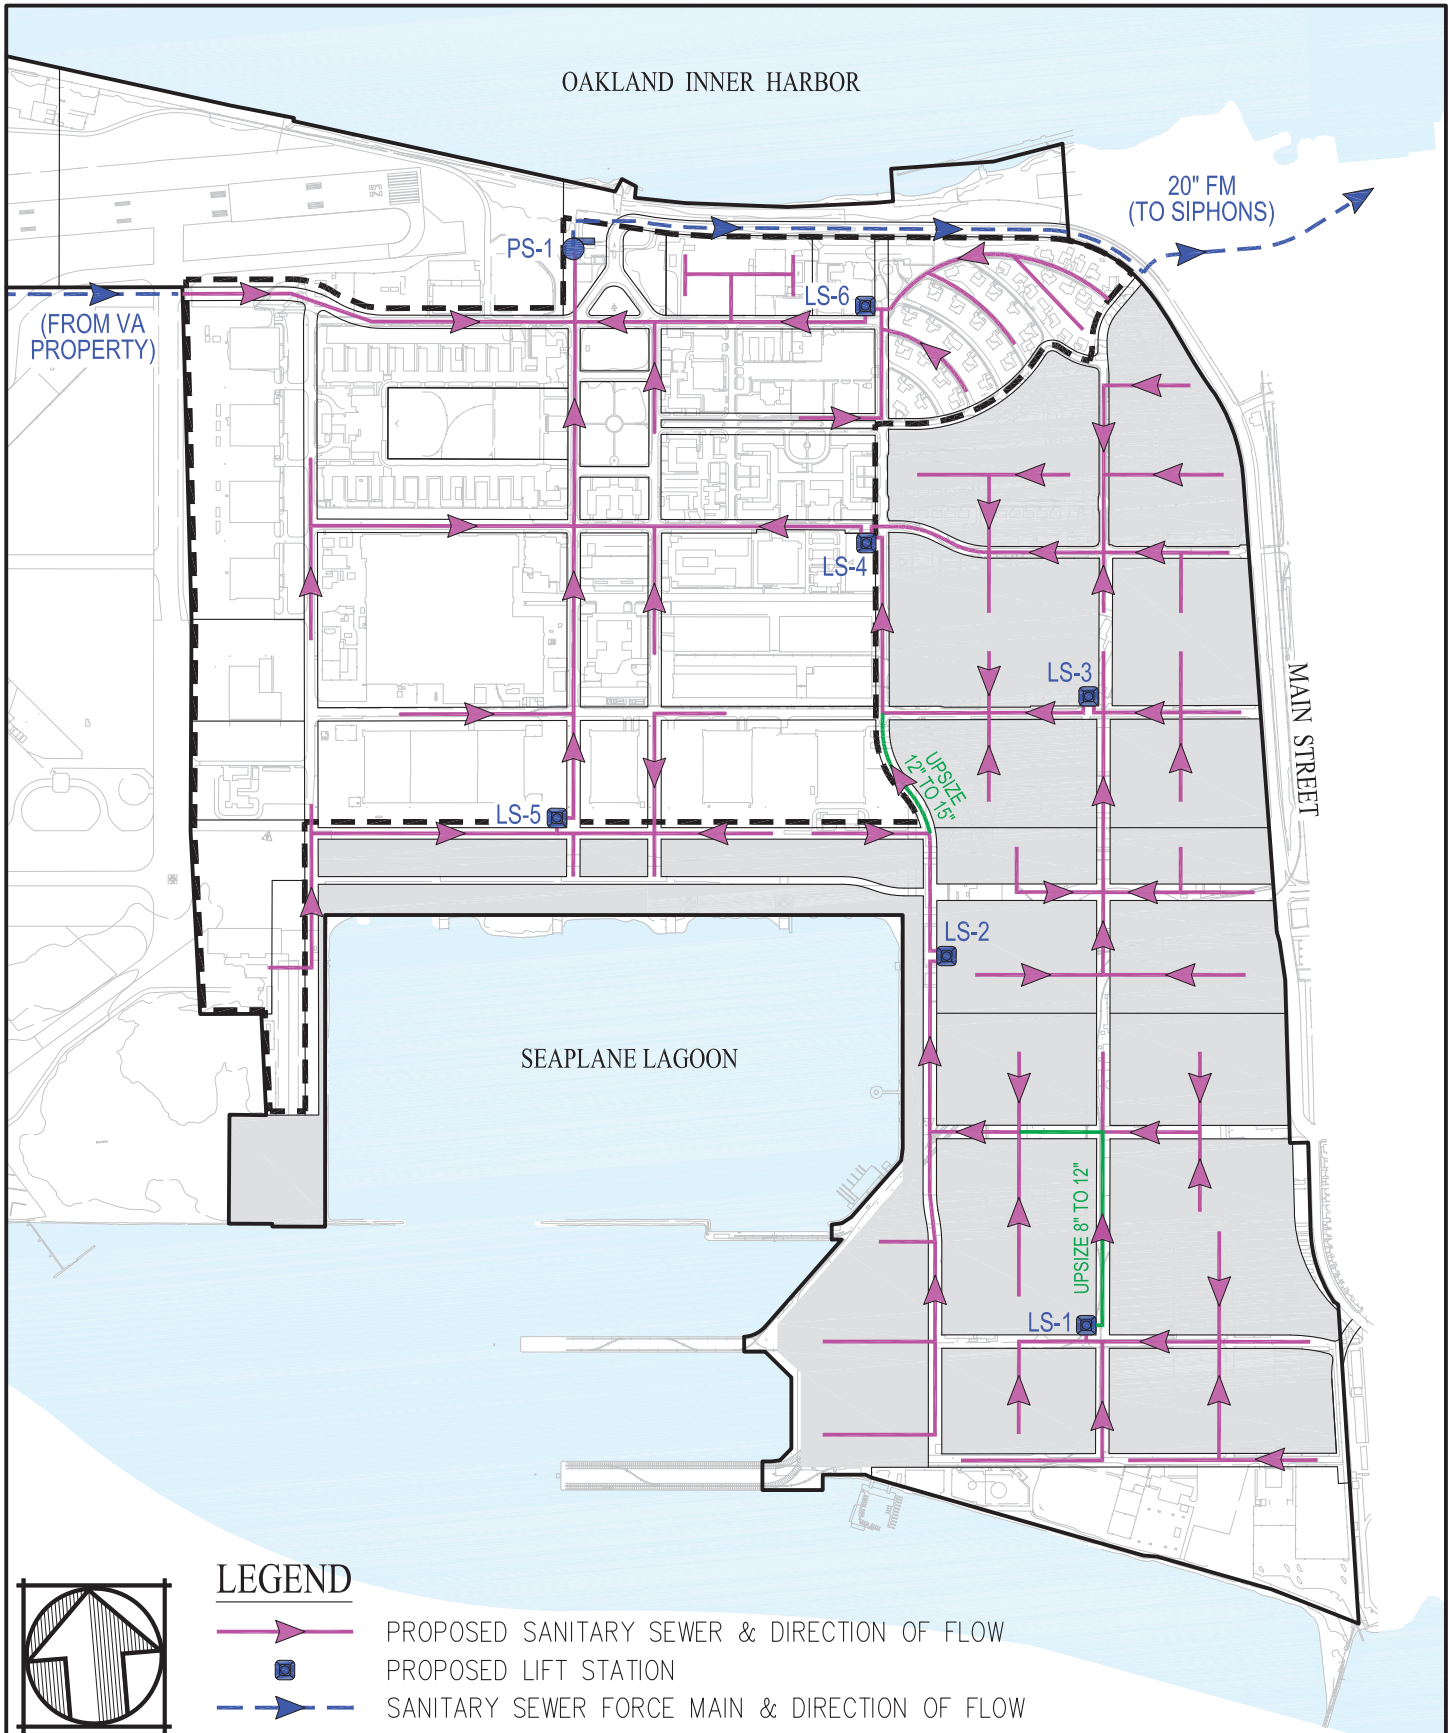 OAKLAND INNER HARBOR
20" FM
(TO SIPHONS)
PS-1
LS-6
(FROM VA
PROPERTY)
LS-4
LS-3
MAIN STREET
UPSIZE
12" TO 15"
LS-5
LS-2
SEAPLANE LAGOON
UPSIZE 8" TO 12"
LS-1
LEGEND
PROPOSED SANITARY SEWER & DIRECTION OF FLOW
PROPOSED LIFT STATION
SANITARY SEWER FORCE MAIN & DIRECTION OF FLOW